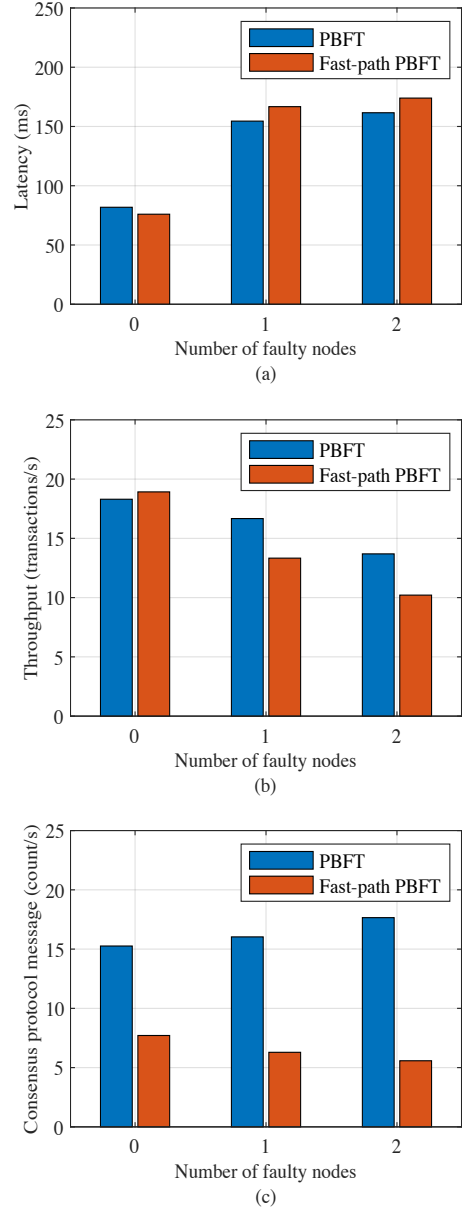 250
200
150
100
50
0
Latency (ms)
PBFT
Fast-path PBFT
0 1 2
Number of faulty nodes
(a)
25
20
15
10
5
0
Throughput (transactions/s)
PBFT
Fast-path PBFT
0 1 2
Number of faulty nodes
(b)
25
20
15
10
5
0
Consensus protocol message (count/s)
PBFT
Fast-path PBFT
0 1 2
Number of faulty nodes
(c)